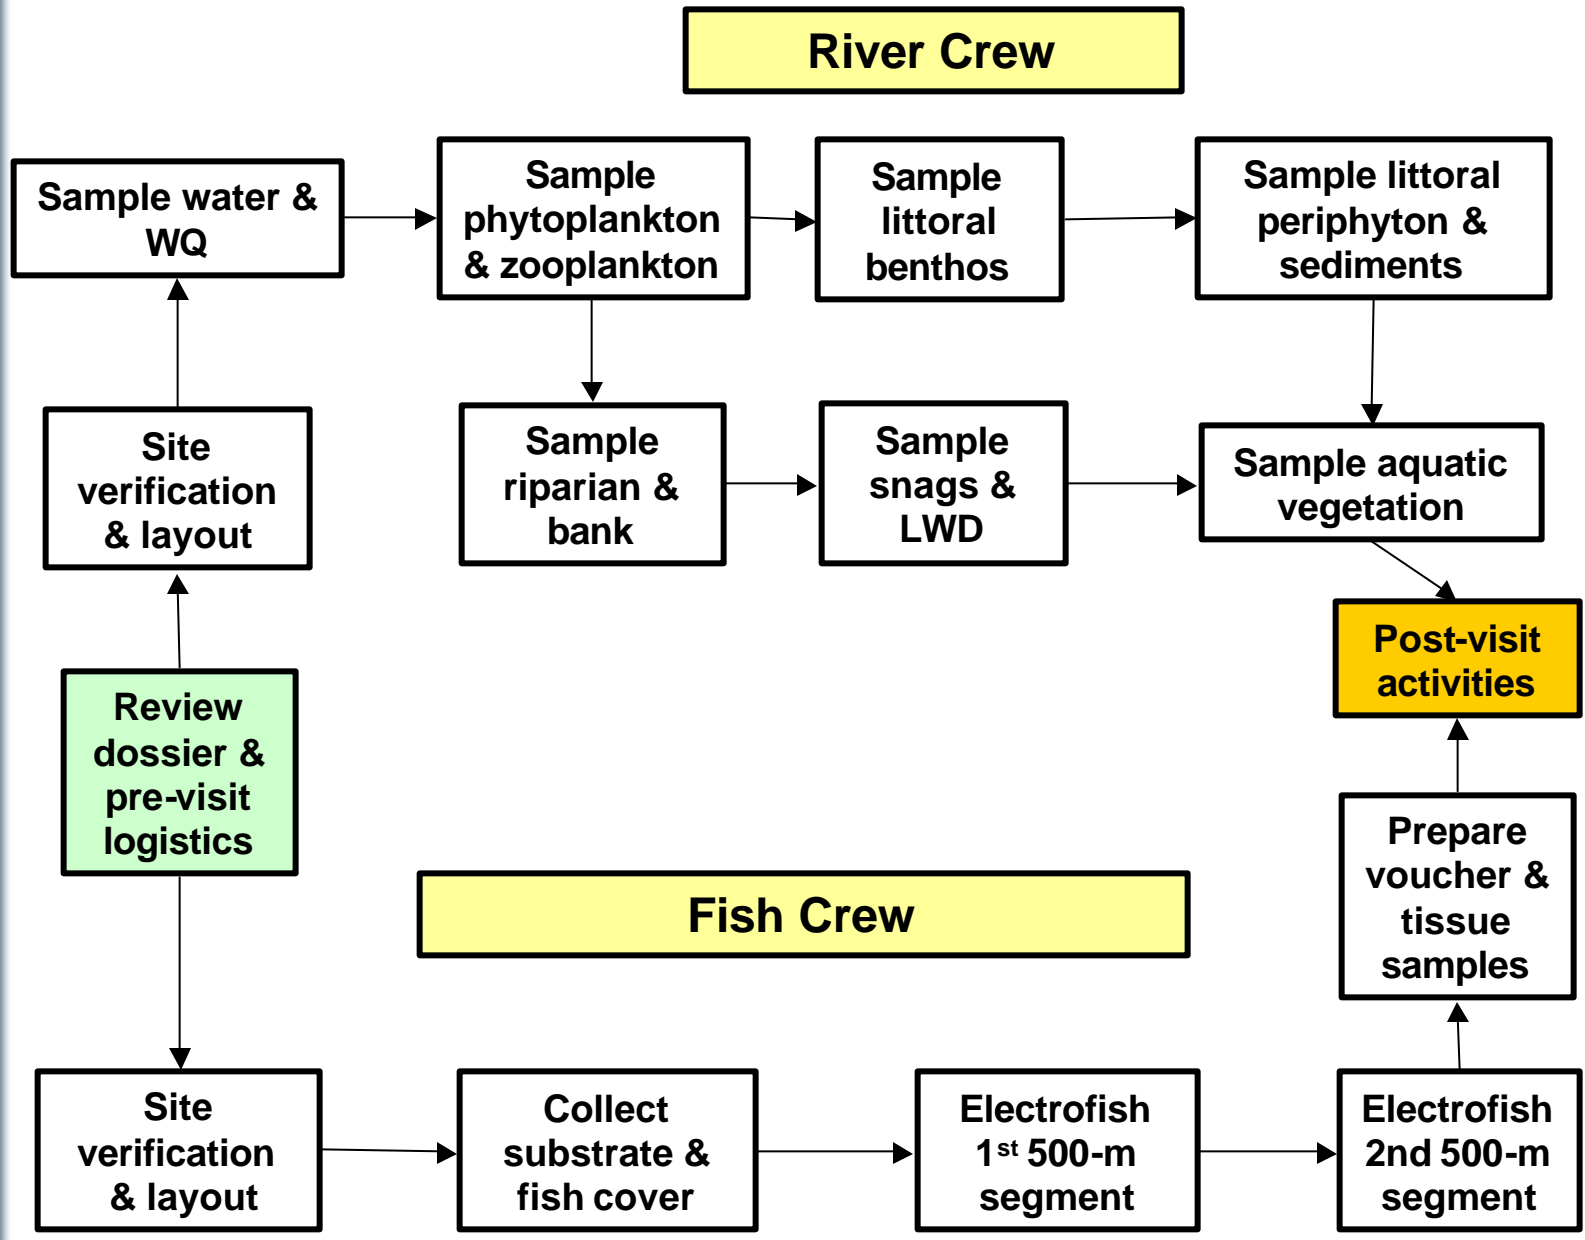 River Crew
Sample water &
WQ
Sample
phytoplankton
& zooplankton
Sample
littoral
benthos
Sample littoral
periphyton &
sediments
Site
verification
& layout
Sample
riparian &
bank
Sample
snags &
LWD
Sample aquatic
vegetation
Post-visit
activities
Review
dossier &
pre-visit
logistics
Fish Crew
Prepare
voucher &
tissue
samples
Site
verification
& layout
Collect
substrate &
fish cover
Electrofish
1st 500-m
segment
Electrofish
2nd 500-m
segment